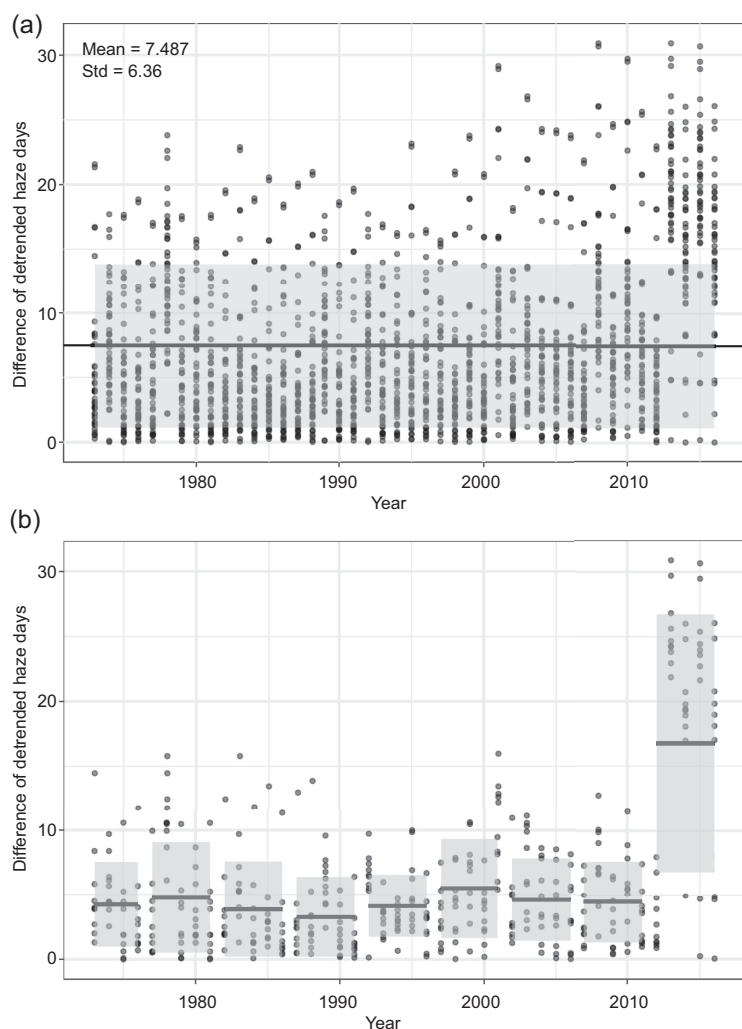 (a)
Mean = 7.487
Std = 6.36
Difference of detrended haze days
30
20
10
0
1980 1990 2000 2010
Year
(b)
Difference of detrended haze days
30
20
10
0
1980 1990 2000 2010
Year